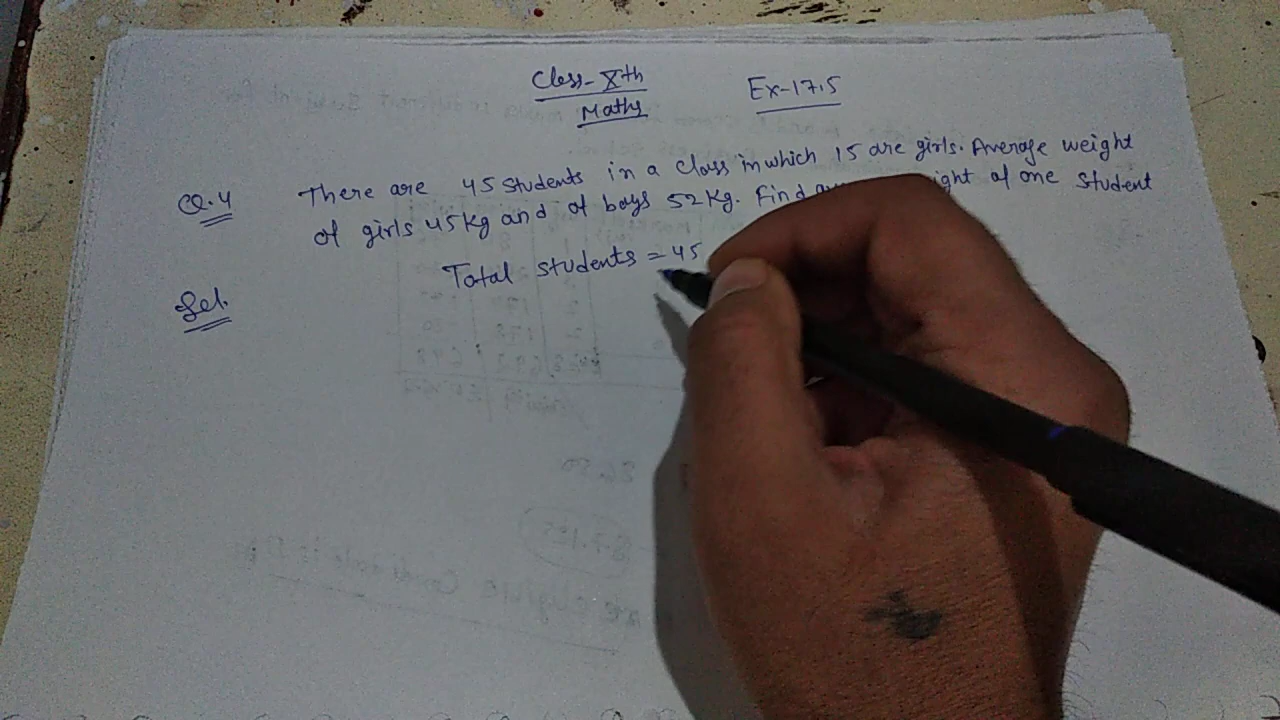 Class-Xth
Maths
Ex-17.5
Q.4 There are 45 students in a class in which 15 are girls. Average weight
of girls 45 Kg and of boys 52 Kg. Find of one student
Sol. Total students = 45